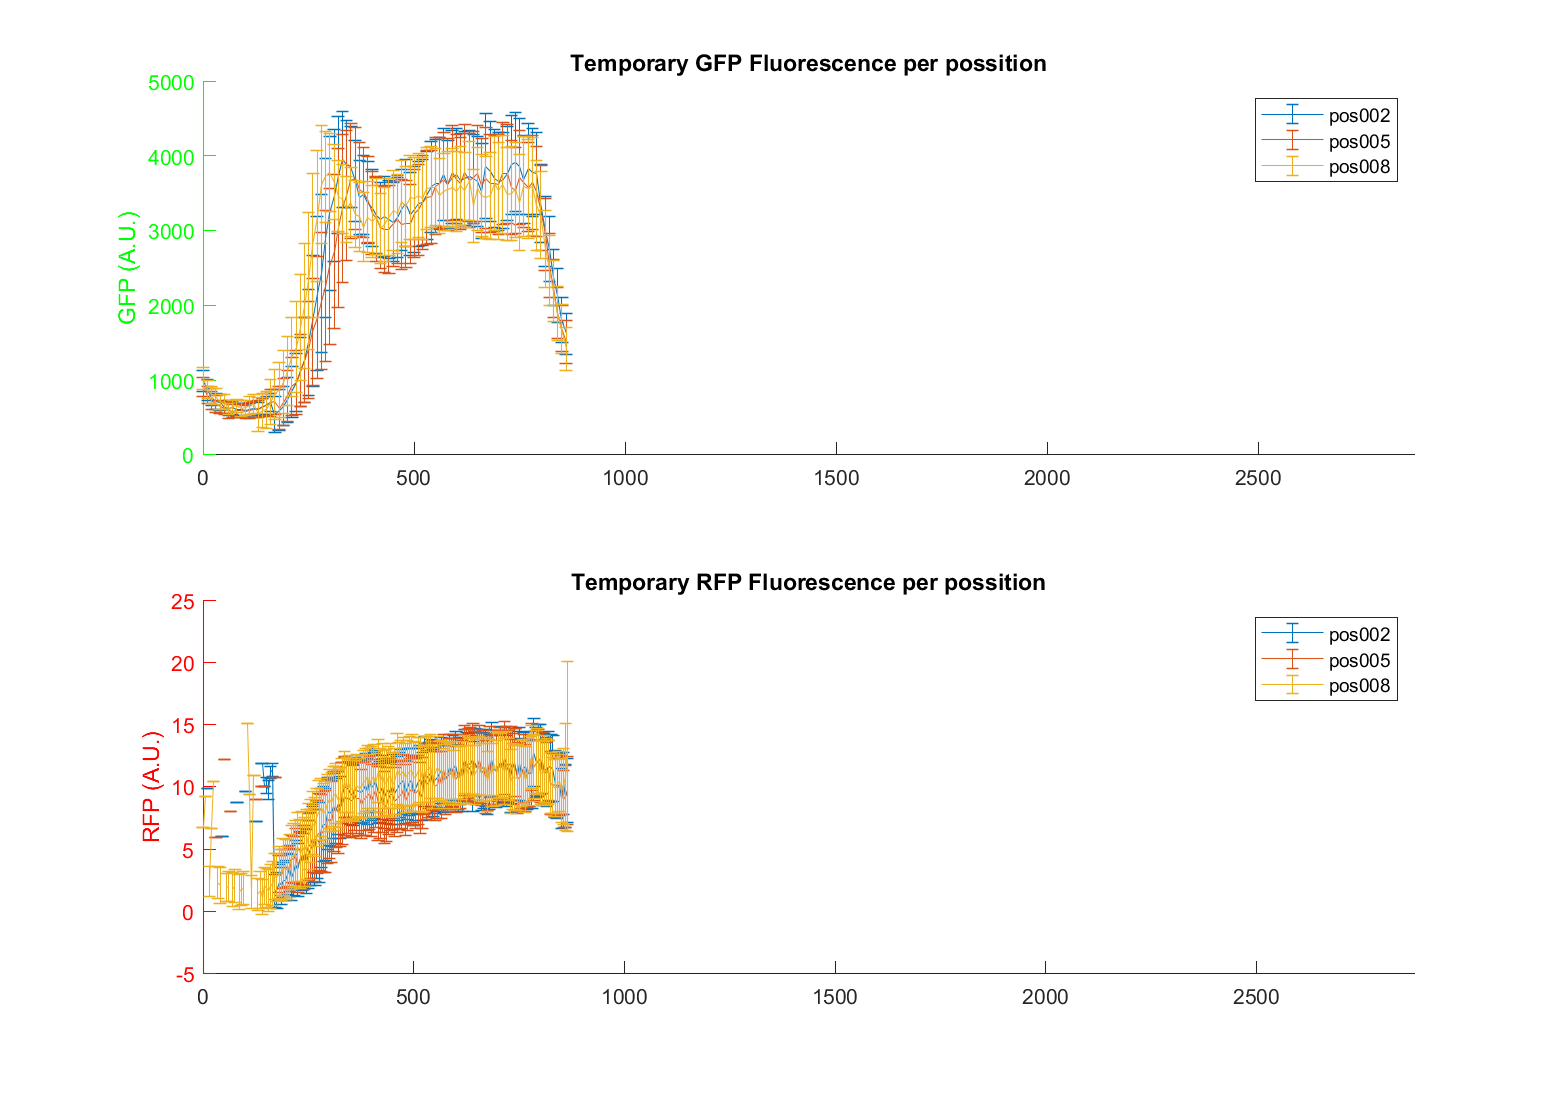 Temporary GFP Fluorescence per possition
5000
4000
3000
2000
1000
0
GFP (A.U.)
0 500 1000 1500 2000 2500
pos002
pos005
pos008
Temporary RFP Fluorescence per possition
25
20
15
10
5
0
-5
RFP (A.U.)
0 500 1000 1500 2000 2500
pos002
pos005
pos008